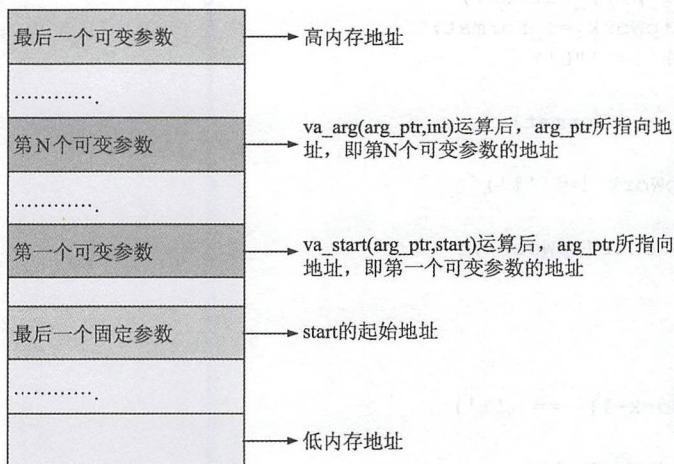 最后一个可变参数
高内存地址
………….
第N个可变参数
va_arg(arg_ptr,int)运算后，arg_ptr所指向地
址，即第N个可变参数的地址
………….
第一个可变参数
va_start(arg_ptr,start)运算后，arg_ptr所指向
地址，即第一个可变参数的地址
最后一个固定参数
start的起始地址
………….
低内存地址